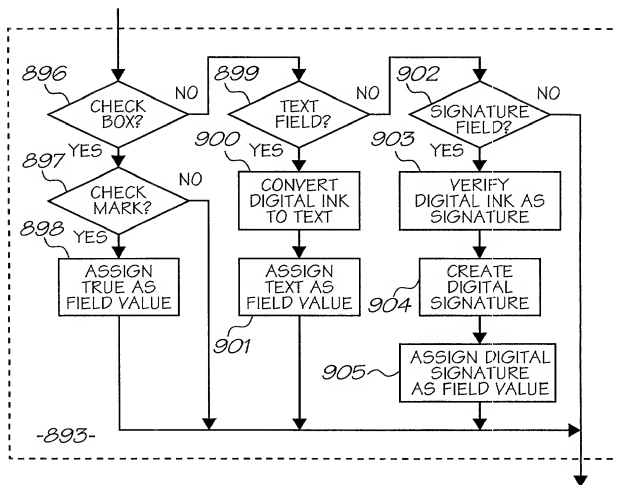 896
CHECK
BOX?
NO
YES
897
CHECK
MARK?
NO
YES
898
ASSIGN
TRUE AS
FIELD VALUE
899
TEXT
FIELD?
NO
YES
900
CONVERT
DIGITAL INK
TO TEXT
ASSIGN
TEXT AS
FIELD VALUE
901
902
SIGNATURE
FIELD?
NO
YES
903
VERIFY
DIGITAL INK AS
SIGNATURE
CREATE
DIGITAL
SIGNATURE
904
ASSIGN DIGITAL
SIGNATURE
AS FIELD VALUE
905
-893-